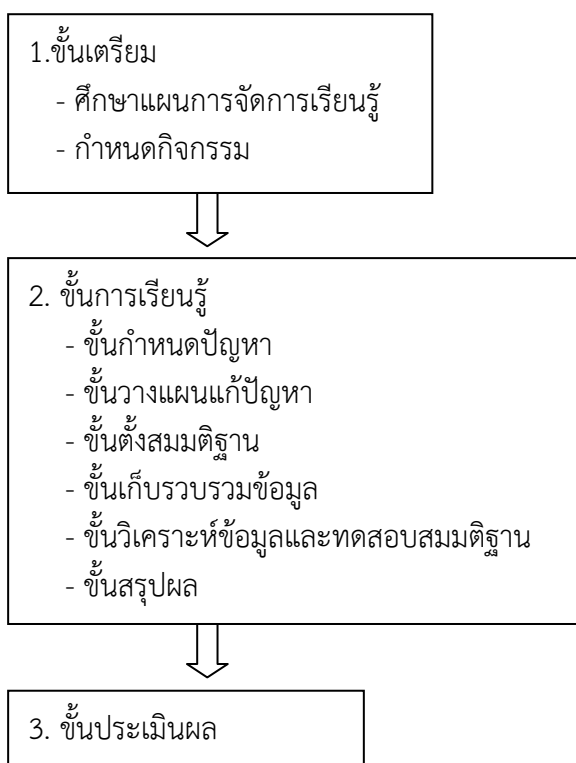 1.ขั้นเตรียม
- ศึกษาแผนการจัดการเรียนรู้
- กำหนดกิจกรรม
2. ขั้นการเรียนรู้
- ขั้นกำหนดปัญหา
- ขั้นวางแผนแก้ปัญหา
- ขั้นตั้งสมมติฐาน
- ขั้นเก็บรวบรวมข้อมูล
- ขั้นวิเคราะห์ข้อมูลและทดสอบสมมติฐาน
- ขั้นสรุปผล
3. ขั้นประเมินผล